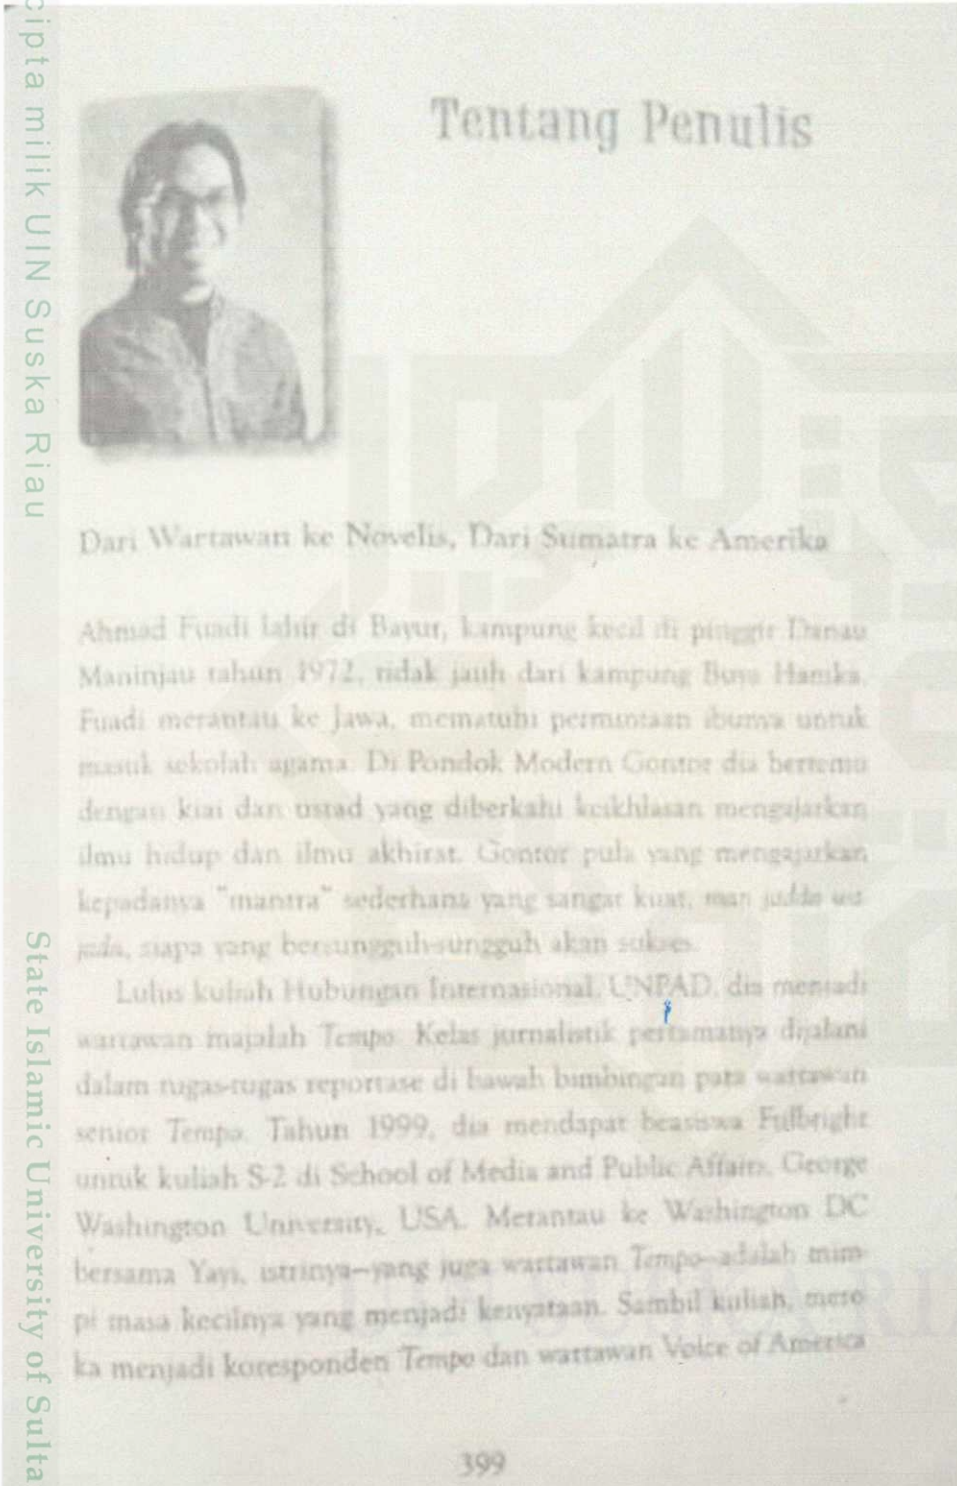 cipta milik UIN Suska Riau
State Islamic University of Sulta
Tentang Penulis
Dari Wartawan ke Novelis, Dari Sumatra ke Amerika
Ahmad Fuadi lahir di Bayur, kampung kecil di pinggir Danau
Maninjau tahun 1972, tidak jauh dari kampung Buya Hamka.
Fuadi merantau ke Jawa, mematuhi permintaan ibunya untuk
masuk sekolah agama. Di Pondok Modern Gontor dia bertemu
dengan kiai dan ustad yang diberkahi keikhlasan mengajarkan
ilmu hidup dan ilmu akhirat. Gontor pula yang mengajarkan
kepadanya "mantra" sederhana yang sangat kuat, man jadda wa-
jada, siapa yang bersungguh-sungguh akan sukses.
Lulus kuliah Hubungan Internasional, UNPAD, dia menjadi
wartawan majalah Tempo. Kelas jurnalistik pertamanya dijalani
dalam tugas-tugas reportase di bawah bimbingan para wartawan
senior Tempo. Tahun 1999, dia mendapat beasiswa Fulbright
untuk kuliah S-2 di School of Media and Public Affairs, George
Washington University, USA. Merantau ke Washington DC
bersama Yayi, istrinya—yang juga wartawan Tempo—adalah mim-
pi masa kecilnya yang menjadi kenyataan. Sambil kuliah, mere-
ka menjadi koresponden Tempo dan wartawan Voice of America
399